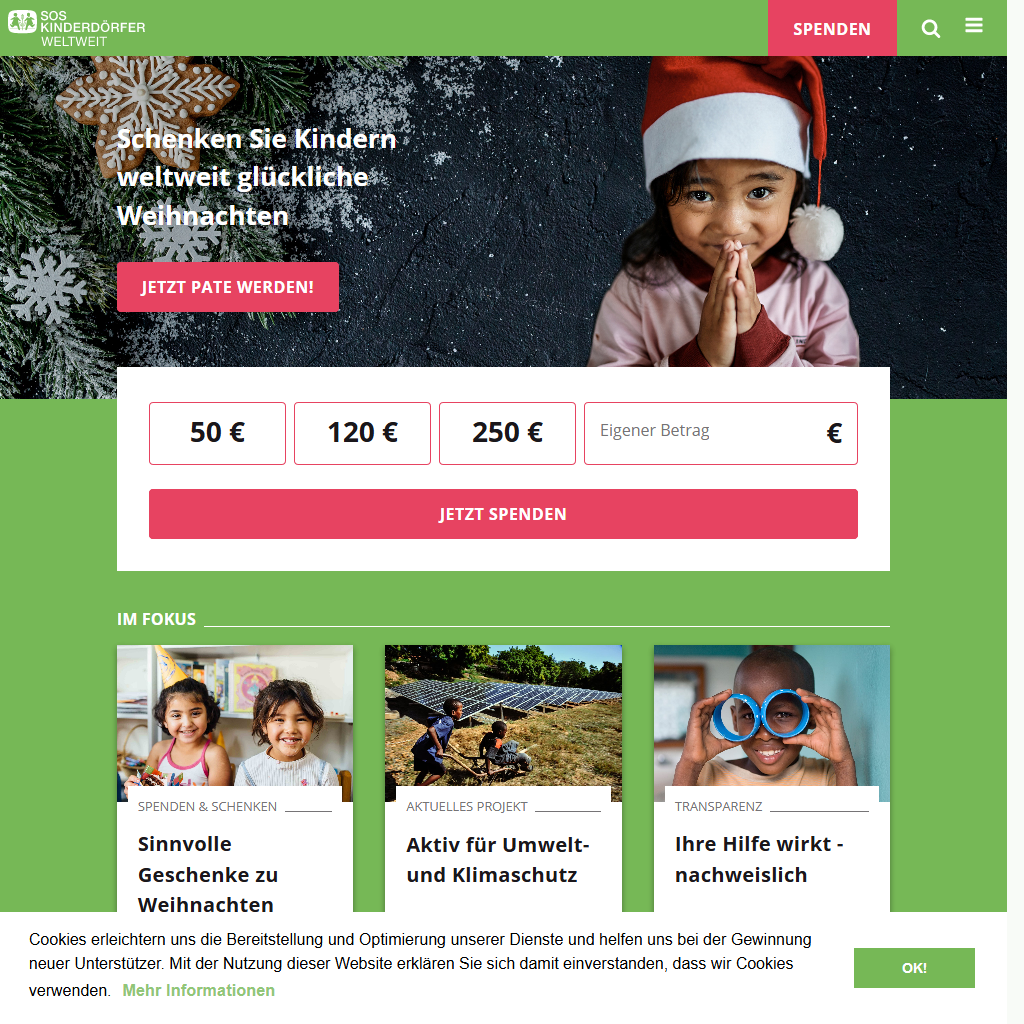 SOS
KINDERDÖRFER
WELTWEIT
SPENDEN
Schenken Sie Kindern
weltweit glückliche
Weihnachten
JETZT PATE WERDEN!
50 €
120 €
250 €
Eigener Betrag €
JETZT SPENDEN
IM FOKUS
SPENDEN & SCHENKEN
Sinnvolle
Geschenke zu
Weihnachten
AKTUELLES PROJEKT
Aktiv für Umwelt-
und Klimaschutz
TRANSPARENZ
Ihre Hilfe wirkt -
nachweislich
Cookies erleichtern uns die Bereitstellung und Optimierung unserer Dienste und helfen uns bei der Gewinnung
neuer Unterstützer. Mit der Nutzung dieser Website erklären Sie sich damit einverstanden, dass wir Cookies
verwenden. Mehr Informationen
OK!